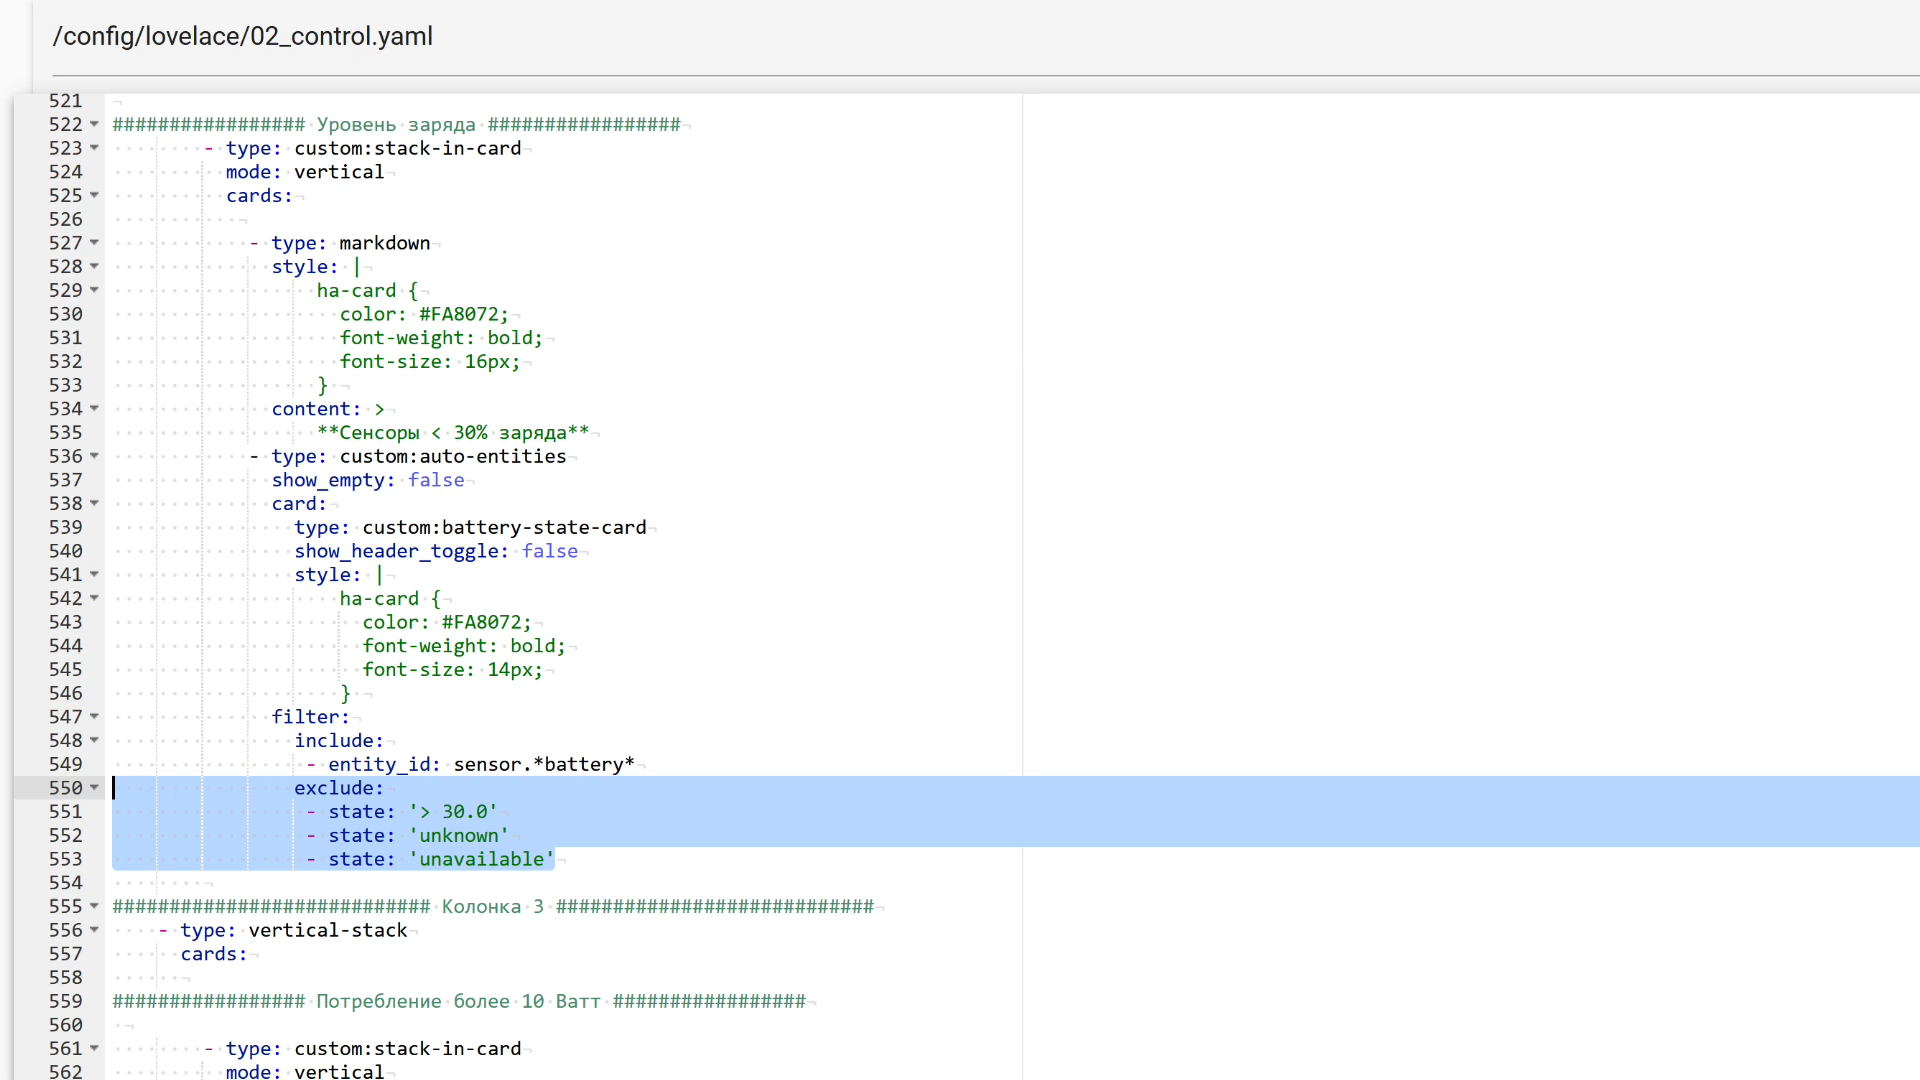 /config/lovelace/02_control.yaml
521
522 ################# Уровень заряда #################
523 - type: custom:stack-in-card
524 mode: vertical
525 cards:
526
527 - type: markdown
528 style: |
529 ha-card {
530 color: #FA8072;
531 font-weight: bold;
532 font-size: 16px;
533 }
534 content: >
535 **Сенсоры < 30% заряда**
536 - type: custom:auto-entities
537 show_empty: false
538 card:
539 type: custom:battery-state-card
540 show_header_toggle: false
541 style: |
542 ha-card {
543 color: #FA8072;
544 font-weight: bold;
545 font-size: 14px;
546 }
547 filter:
548 include:
549 - entity_id: sensor.*battery*
550 exclude:
551 - state: '> 30.0'
552 - state: 'unknown'
553 - state: 'unavailable'
554
555 ############################ Колонка 3 ############################
556 - type: vertical-stack
557 cards:
558
559 ################# Потребление более 10 Ватт #################
560
561 - type: custom:stack-in-card
562 mode: vertical